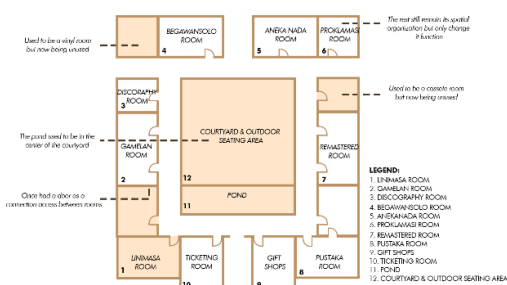 The rest still remain its spatial
organization but only change
it function
Used to be a vinyl room
but now being unused
BEGAWANSOLO
ROOM
4
ANEKA NADA
ROOM
5
PROKLAMASI
ROOM
6
DISCOGRAPHY
ROOM
3
Used to be a cassete room
but now being unused
The pond used to be in the
center of the courtyard
COURTYARD & OUTDOOR
SEATING AREA
12
GAMELAN
ROOM
2
REMASTERED
ROOM
7
Once had a door as a
connection access between rooms
POND
11
LINIMASA
ROOM
1
TICKETING
ROOM
10
GIFT
SHOPS
9
PUSTAKA
ROOM
8
LEGEND:
1. LINIMASA ROOM
2. GAMELAN ROOM
3. DISCOGRAPHY ROOM
4. BEGAWANSOLO ROOM
5. ANEKANADA ROOM
6. PROKLAMASI ROOM
7. REMASTERED ROOM
8. PUSTAKA ROOM
9. GIFT SHOPS
10. TICKETING ROOM
11. POND
12. COURTYARD & OUTDOOR SEATING AREA